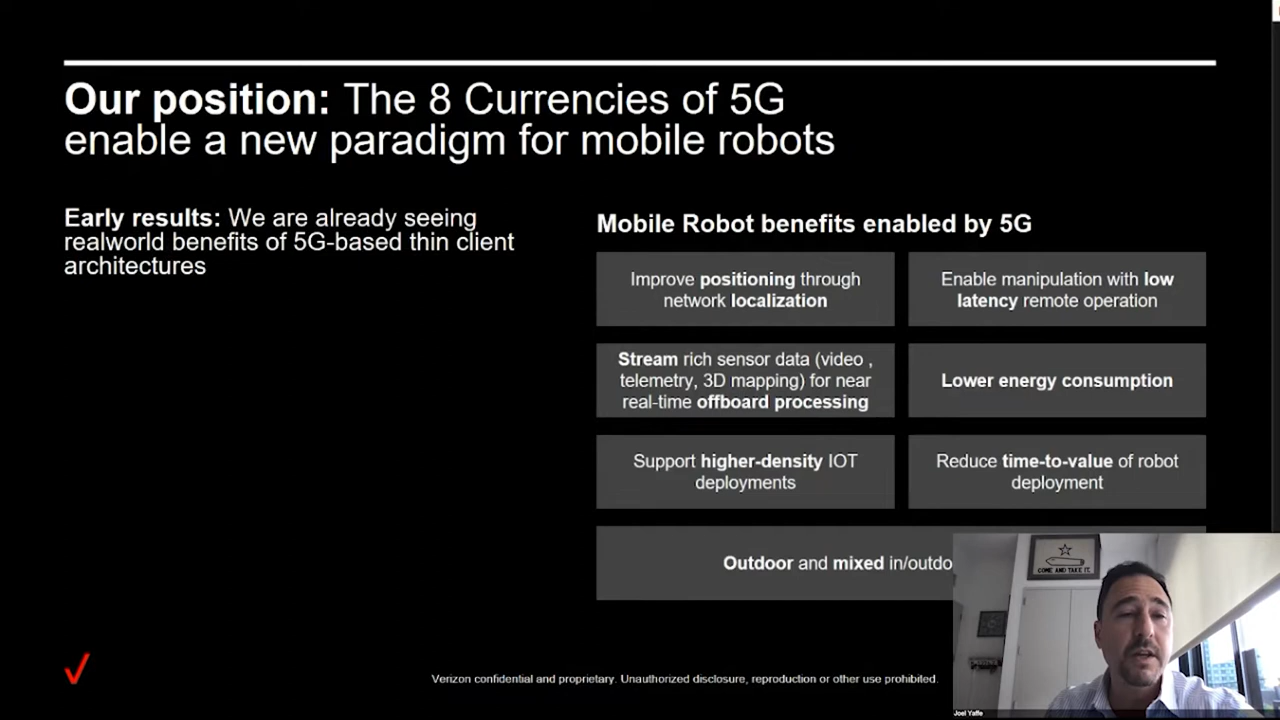 Our position: The 8 Currencies of 5G
enable a new paradigm for mobile robots
Early results: We are already seeing
realworld benefits of 5G-based thin client
architectures
Mobile Robot benefits enabled by 5G
Improve positioning through
network localization
Enable manipulation with low
latency remote operation
Stream rich sensor data (video ,
telemetry, 3D mapping) for near
real-time offboard processing
Lower energy consumption
Support higher-density IOT
deployments
Reduce time-to-value of robot
deployment
Outdoor and mixed
COME AND TAKE IT
Verizon confidential and proprietary. Unauthorized disclosure, reproduction or other use prohibited.
Joel Yaffe